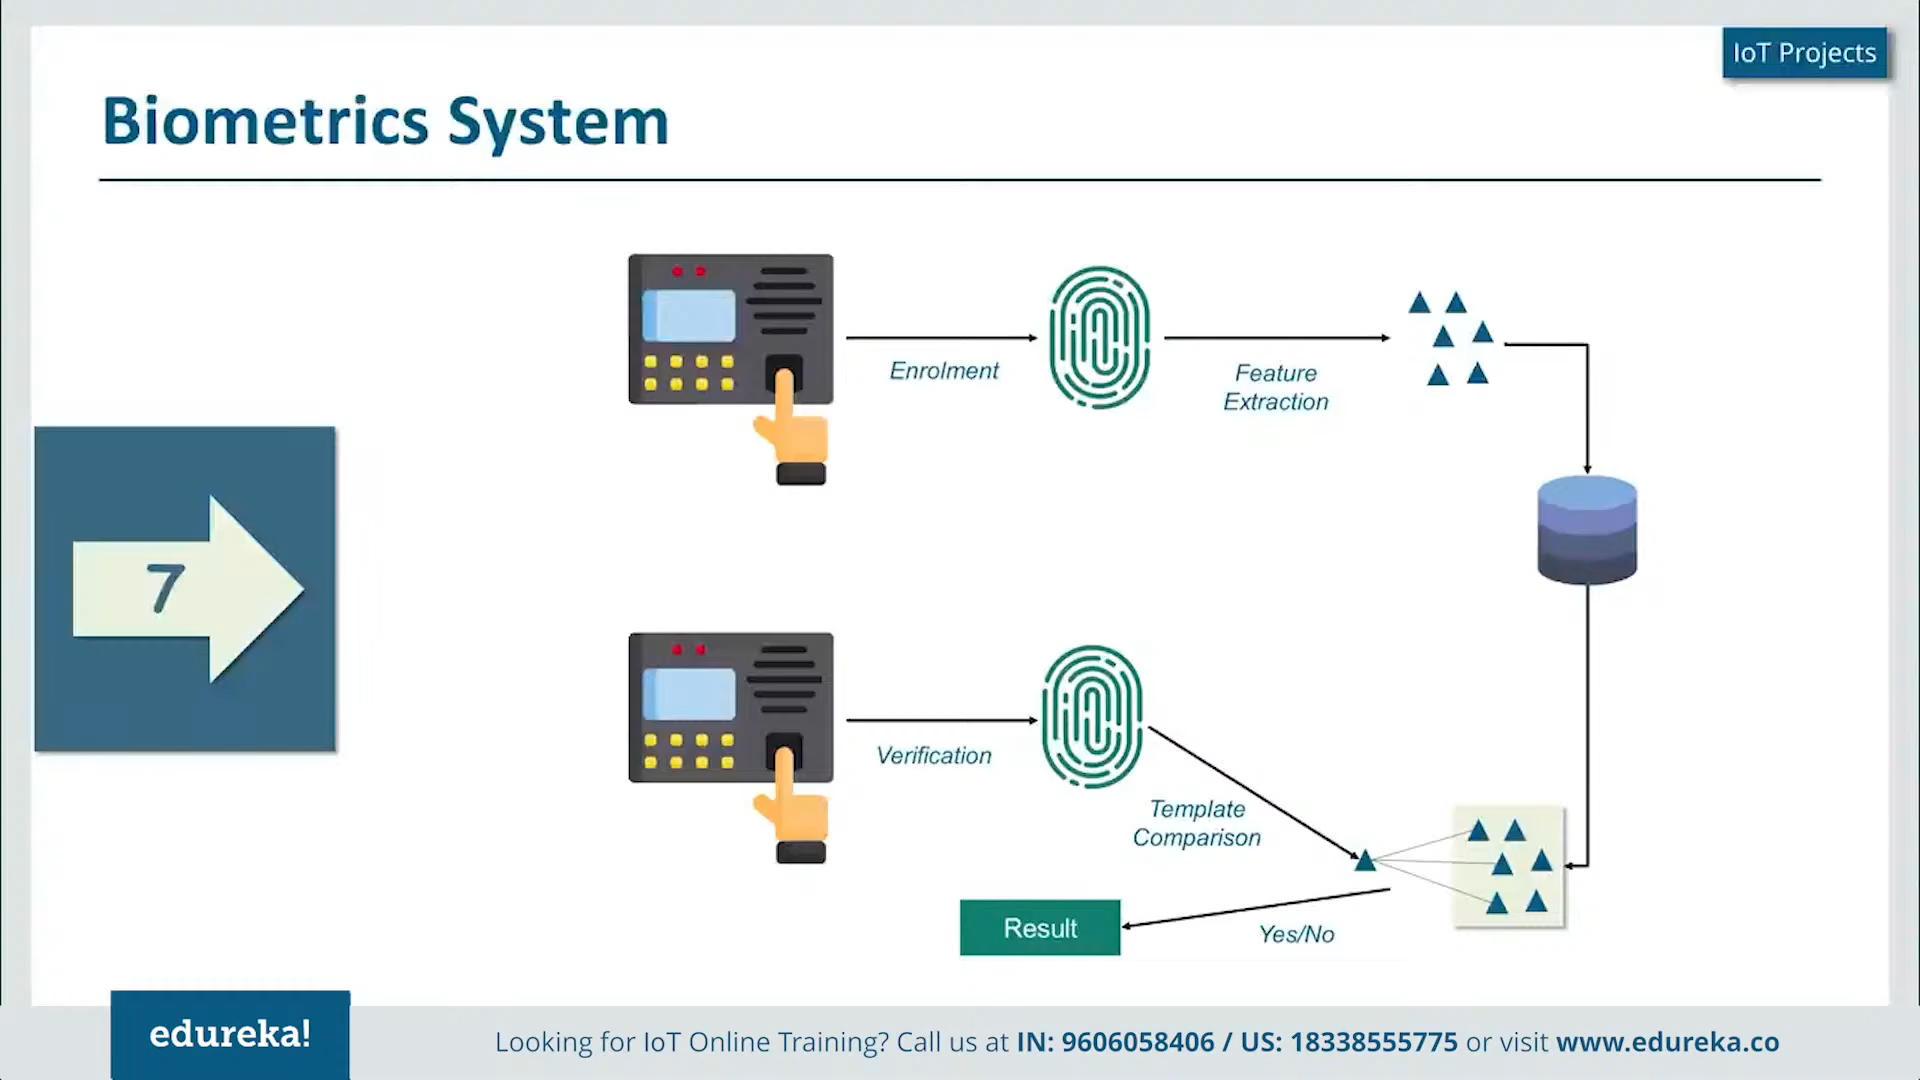 IoT Projects
Biometrics System
Enrolment
Feature
Extraction
7
Verification
Template
Comparison
Result
Yes/No
edureka!
Looking for IoT Online Training? Call us at IN: 9606058406 / US: 18338555775 or visit www.edureka.co